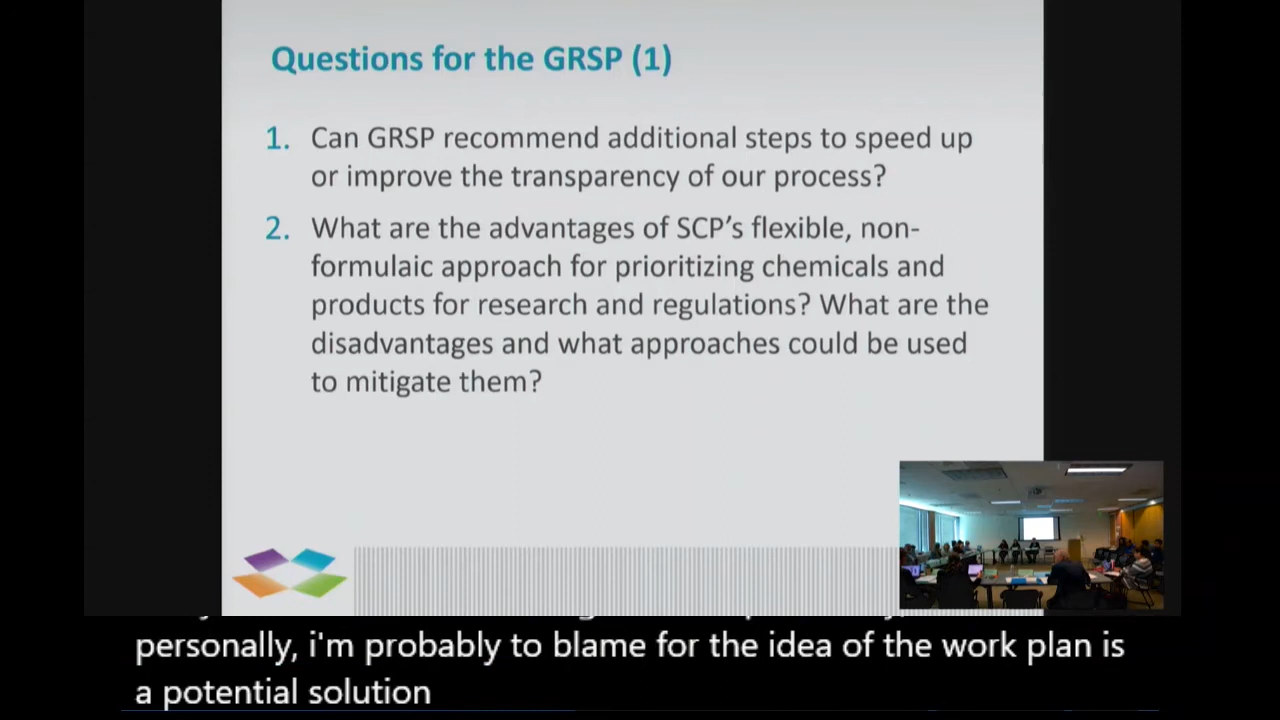 Questions for the GRSP (1)
1. Can GRSP recommend additional steps to speed up
or improve the transparency of our process?
2. What are the advantages of SCP’s flexible, non-
formulaic approach for prioritizing chemicals and
products for research and regulations? What are the
disadvantages and what approaches could be used
to mitigate them?
personally, i'm probably to blame for the idea of the work plan is
a potential solution